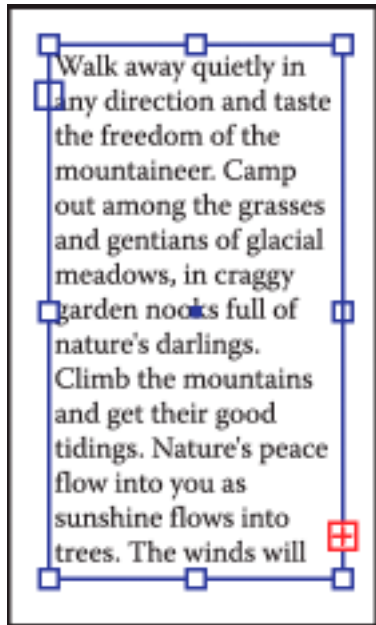 Walk away quietly in
any direction and taste
the freedom of the
mountaineer. Camp
out among the grasses
and gentians of glacial
meadows, in craggy
garden nooks full of
nature's darlings.
Climb the mountains
and get their good
tidings. Nature's peace
flow into you as
sunshine flows into
trees. The winds will